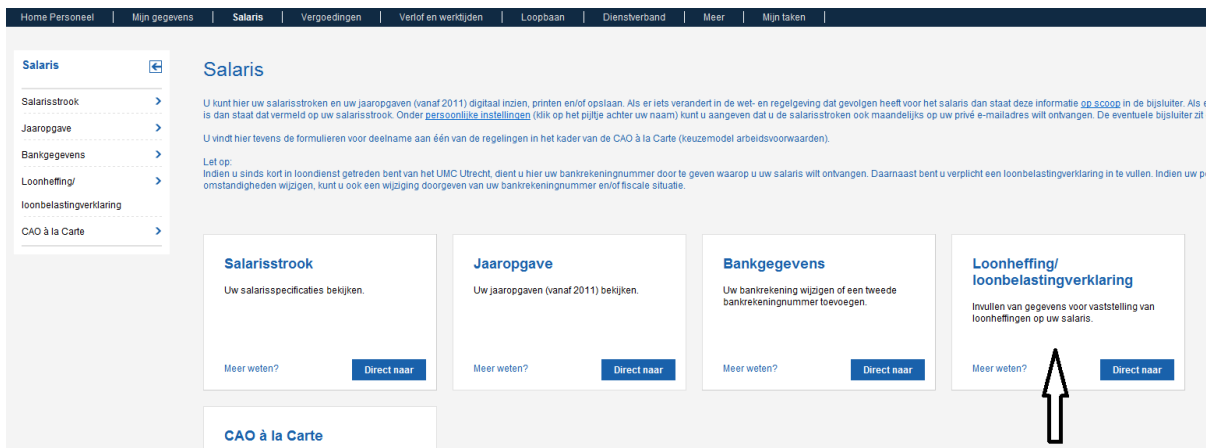 Home Personeel Mijn gegevens Salaris Vergoedingen Verlof en werktijden Loopbaan Dienstverband Meer Mijn taken
Salaris
Salarisstrook
Jaaropgave
Bankgegevens
Loonheffing/
loonbelastingverklaring
CAO à la Carte
Salaris
U kunt hier uw salarisstroken en uw jaaropgaven (vanaf 2011) digitaal inzien, printen en/of opslaan. Als er iets verandert in de wet- en regelgeving dat gevolgen heeft voor het salaris dan staat deze informatie op scoop in de bijsluiter. Als e
is dan staat dat vermeld op uw salarisstrook. Onder persoonlijke instellingen (klik op het pijltje achter uw naam) kunt u aangeven dat u de salarisstroken ook maandelijks op uw privé e-mailadres wilt ontvangen. De eventuele bijsluiter zit
U vindt hier tevens de formulieren voor deelname aan één van de regelingen in het kader van de CAO à la Carte (keuzemodel arbeidsvoorwaarden).
Let op:
Indien u sinds kort in loondienst getreden bent van het UMC Utrecht, dient u hier uw bankrekeningnummer door te geven waarop u uw salaris wilt ontvangen. Daarnaast bent u verplicht een loonbelastingverklaring in te vullen. Indien uw pe
omstandigheden wijzigen, kunt u ook een wijziging doorgeven van uw bankrekeningnummer en/of fiscale situatie.
Salarisstrook
Uw salarisspecificaties bekijken.
Meer weten? Direct naar
Jaaropgave
Uw jaaropgaven (vanaf 2011) bekijken.
Meer weten? Direct naar
Bankgegevens
Uw bankrekening wijzigen of een tweede
bankrekeningnummer toevoegen.
Meer weten? Direct naar
Loonheffing/
loonbelastingverklaring
Invullen van gegevens voor vaststelling van
loonheffingen op uw salaris.
Meer weten? Direct naar
CAO à la Carte